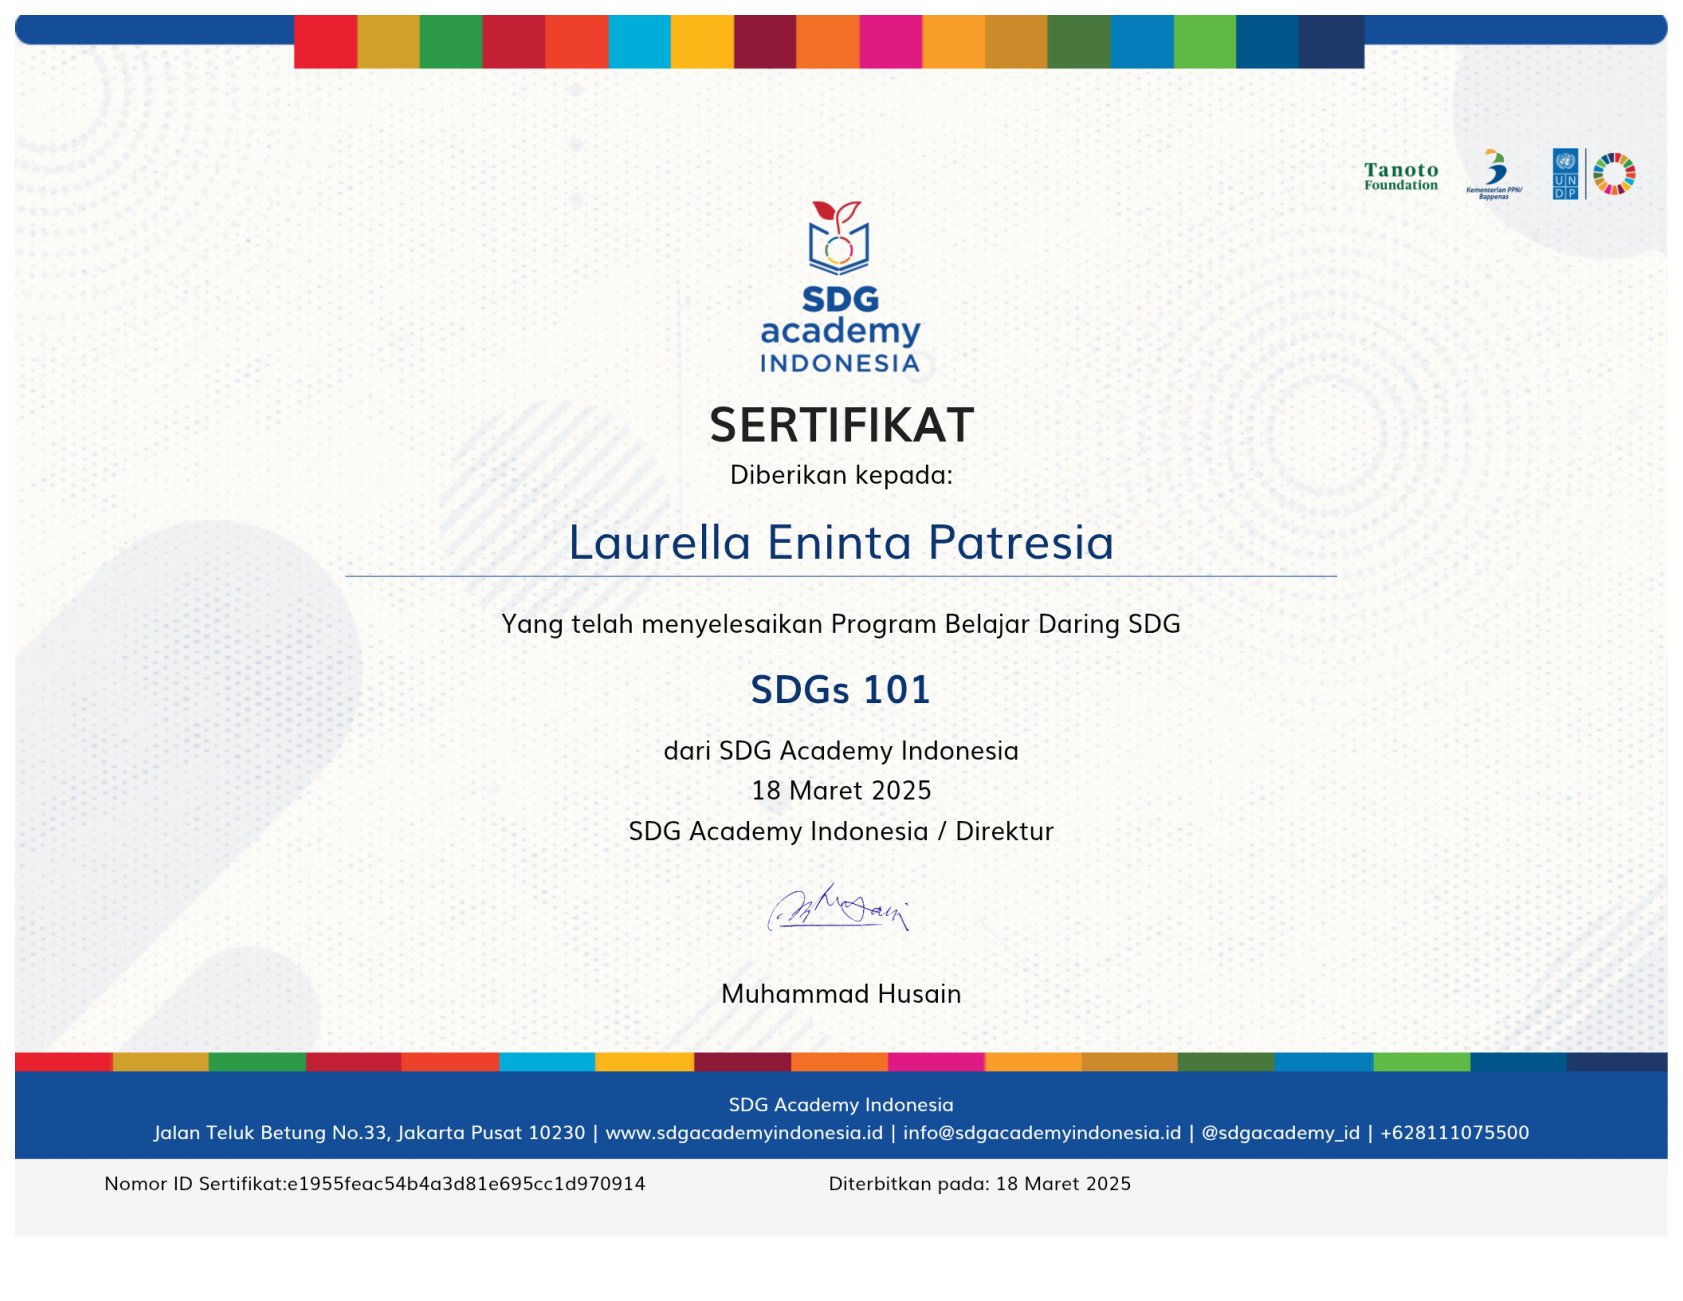 Tanoto
Foundation
Kementerian PPN/
Bappenas
UN
DP
SDG
academy
INDONESIA
SERTIFIKAT
Diberikan kepada:
Laurella Eninta Patresia
Yang telah menyelesaikan Program Belajar Daring SDG
SDGs 101
dari SDG Academy Indonesia
18 Maret 2025
SDG Academy Indonesia / Direktur
Muhammad Husain
SDG Academy Indonesia
Jalan Teluk Betung No.33, Jakarta Pusat 10230 | www.sdgacademyindonesia.id | info@sdgacademyindonesia.id | @sdgacademy_id | +628111075500
Nomor ID Sertifikat:e1955feac54b4a3d81e695cc1d970914 Diterbitkan pada: 18 Maret 2025